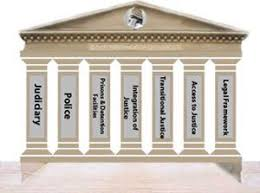 Judiciary
Police
Prisons & Detention
Facilities
Integration of
Justice
Transitional Justice
Access to Justice
Legal Framework